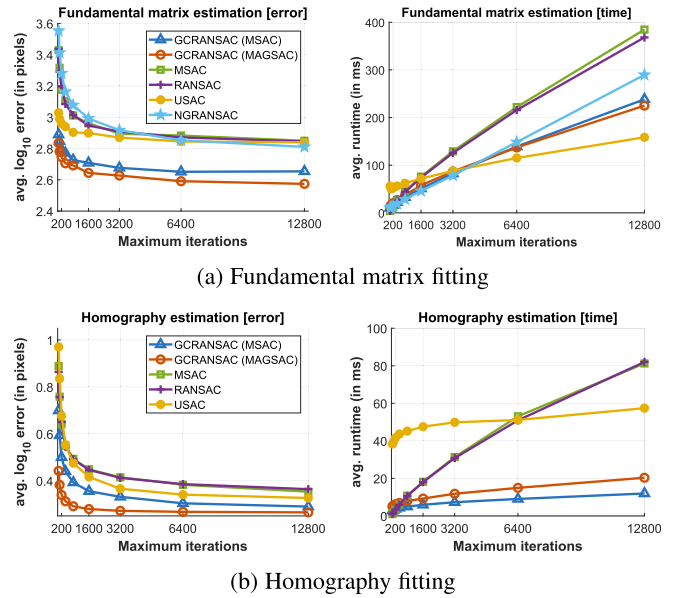 Fundamental matrix estimation [error]
3.6
3.4
3.2
3
2.8
2.6
2.4
avg. log10 error (in pixels)
GCRANSAC (MSAC)
GCRANSAC (MAGSAC)
MSAC
RANSAC
USAC
NGRANSAC
200 1600 3200 6400 12800
Maximum iterations
Fundamental matrix estimation [time]
400
300
200
100
0
avg. runtime (in ms)
200 1600 3200 6400 12800
Maximum iterations
(a) Fundamental matrix fitting
Homography estimation [error]
1
0.8
0.6
0.4
avg. log10 error (in pixels)
GCRANSAC (MSAC)
GCRANSAC (MAGSAC)
MSAC
RANSAC
USAC
200 1600 3200 6400 12800
Maximum iterations
Homography estimation [time]
100
80
60
40
20
0
avg. runtime (in ms)
200 1600 3200 6400 12800
Maximum iterations
(b) Homography fitting